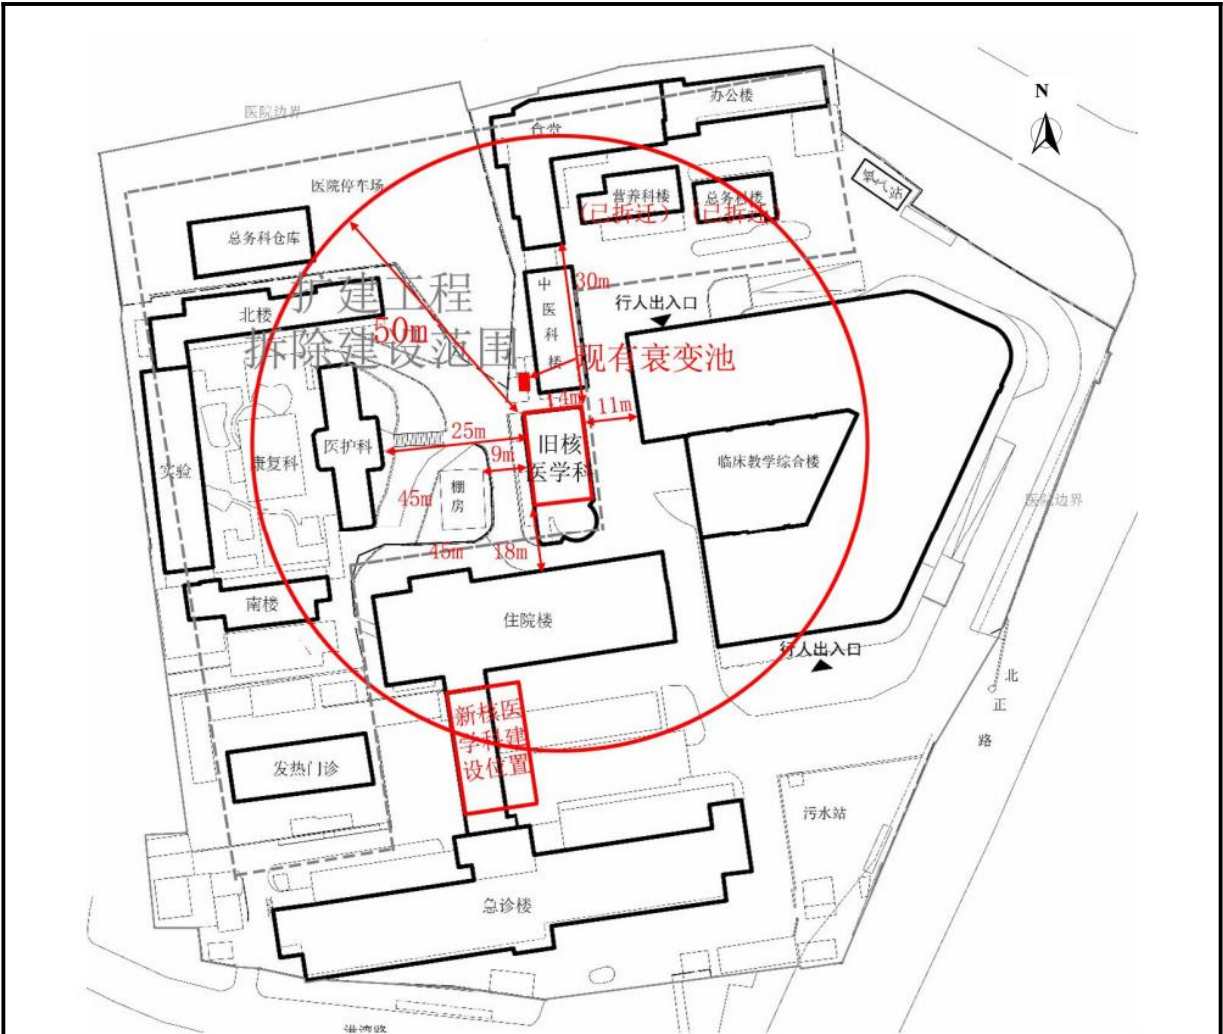 N
办公楼
医院边界
食堂
氧气站
医院停车场
营养科楼
总务科楼
(已拆迁)
(已拆迁)
总务科仓库
中医科楼
30m
行人出入口
扩建工程
拆除建设范围
北楼
50m
现有衰变池
14m
11m
25m
旧核
医学科
医护科
9m
临床教学综合楼
实验
康复科
棚房
45m
医院边界
45m
18m
南楼
住院楼
行人出入口
北正路
新核医
学科建
设位置
发热门诊
污水站
急诊楼
港湾路